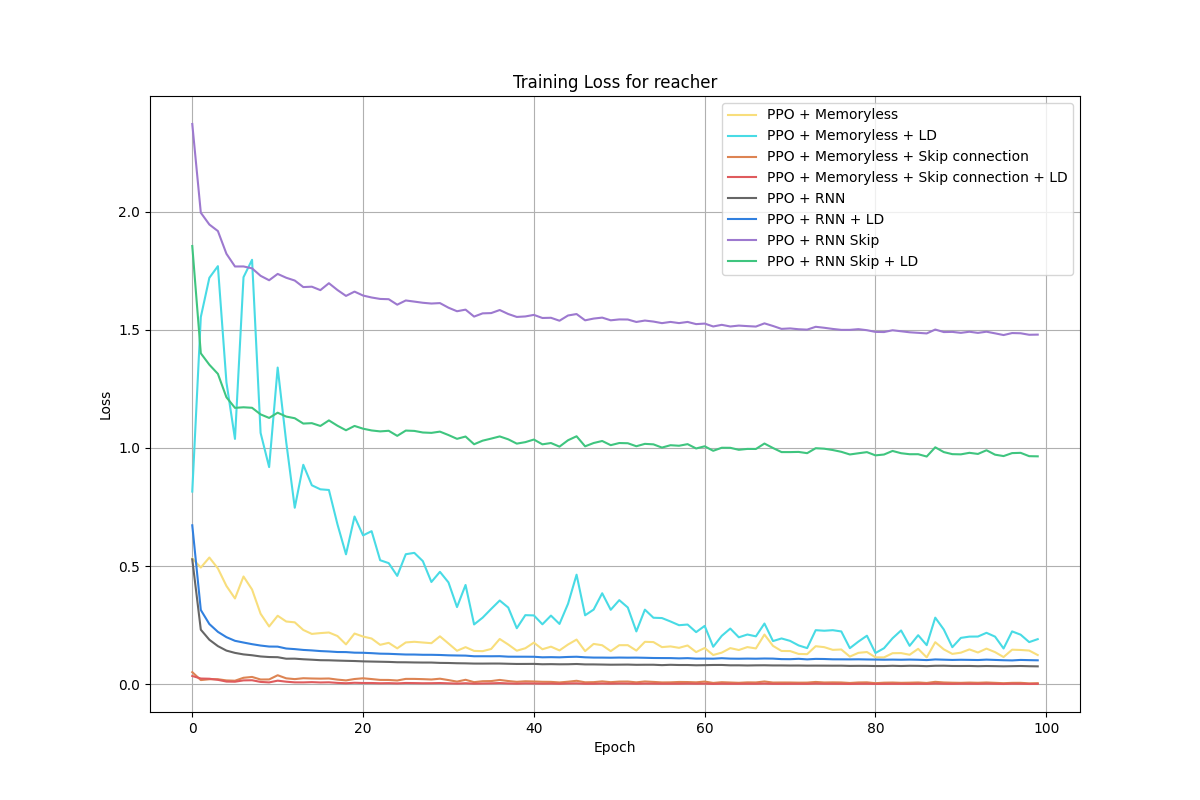 Training Loss for reacher
PPO + Memoryless
PPO + Memoryless + LD
PPO + Memoryless + Skip connection
PPO + Memoryless + Skip connection + LD
PPO + RNN
PPO + RNN + LD
PPO + RNN Skip
PPO + RNN Skip + LD
2.0
1.5
1.0
0.5
0.0
Loss
0 20 40 60 80 100
Epoch